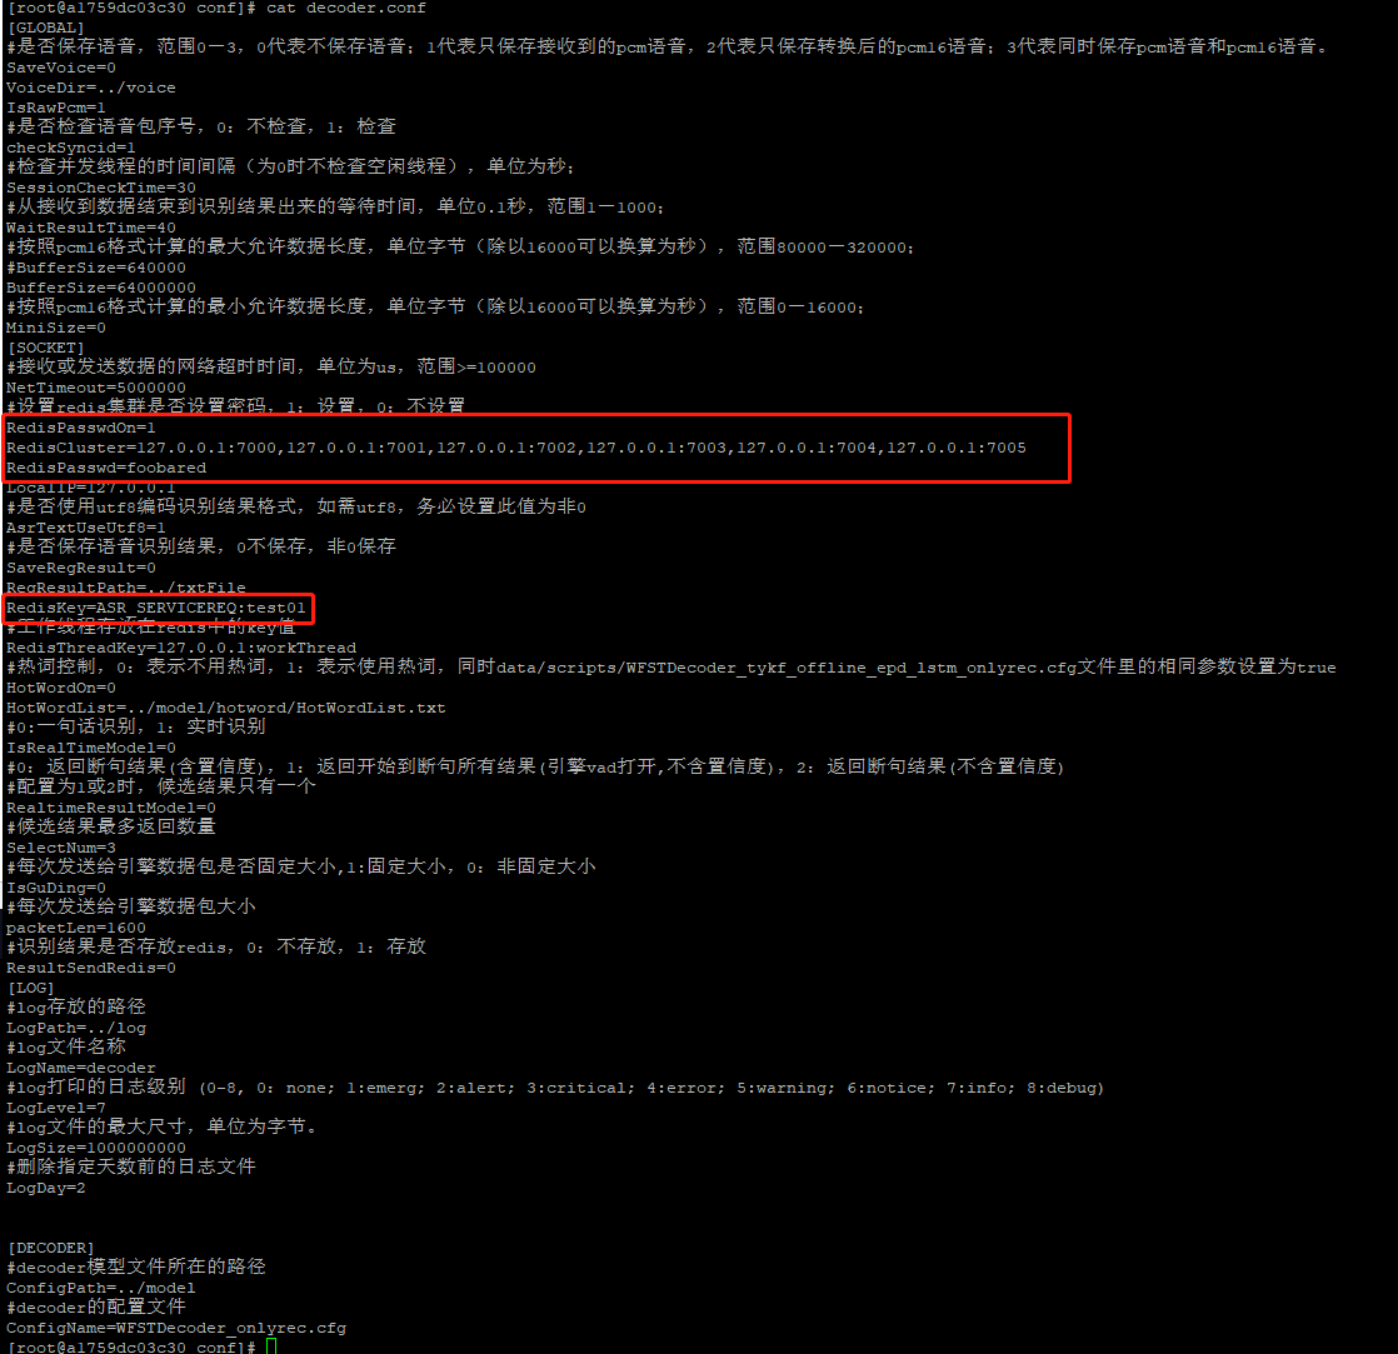 [root@a1759dc03c30 conf]# cat decoder.conf
[GLOBAL]
#是否保存语音，范围0－3，0代表不保存语音；1代表只保存接收到的pcm语音，2代表只保存转换后的pcm16语音；3代表同时保存pcm语音和pcm16语音。
SaveVoice=0
VoiceDir=../voice
IsRawPcm=1
#是否检查语音包序号，0：不检查，1：检查
checkSyncid=1
#检查并发线程的时间间隔（为0时不检查空闲线程），单位为秒；
SessionCheckTime=30
#从接收到数据结束到识别结果出来的等待时间，单位0.1秒，范围1－1000；
WaitResultTime=40
#按照pcm16格式计算的最大允许数据长度，单位字节（除以16000可以换算为秒），范围80000－320000；
#BufferSize=640000
BufferSize=64000000
#按照pcm16格式计算的最小允许数据长度，单位字节（除以16000可以换算为秒），范围0－16000；
MiniSize=0
[SOCKET]
#接收或发送数据的网络超时时间，单位为us，范围>=100000
NetTimeout=5000000
#设置redis集群是否设置密码，1：设置，0：不设置
RedisPasswdOn=1
RedisCluster=127.0.0.1:7000,127.0.0.1:7001,127.0.0.1:7002,127.0.0.1:7003,127.0.0.1:7004,127.0.0.1:7005
RedisPasswd=foobared
LocalIP=127.0.0.1
#是否使用utf8编码识别结果格式，如需utf8，务必设置此值为非0
AsrTextUseUtf8=1
#是否保存语音识别结果，0不保存，非0保存
SaveRegResult=0
RegResultPath=../txtFile
RedisKey=ASR_SERVICEREQ:test01
#工作线程存放在redis中的key值
RedisThreadKey=127.0.0.1:workThread
#热词控制，0：表示不用热词，1：表示使用热词，同时data/scripts/WFSTDecoder_tykf_offline_epd_lstm_onlyrec.cfg文件里的相同参数设置为true
HotWordOn=0
HotWordList=../model/hotword/HotWordList.txt
#0:一句话识别，1：实时识别
IsRealTimeModel=0
#0：返回断句结果(含置信度)，1：返回开始到断句所有结果(引擎vad打开,不含置信度)，2：返回断句结果(不含置信度)
#配置为1或2时，候选结果只有一个
RealtimeResultModel=0
#候选结果最多返回数量
SelectNum=3
#每次发送给引擎数据包是否固定大小,1:固定大小，0：非固定大小
IsGuDing=0
#每次发送给引擎数据包大小
packetLen=1600
#识别结果是否存放redis，0：不存放，1：存放
ResultSendRedis=0
[LOG]
#log存放的路径
LogPath=../log
#log文件名称
LogName=decoder
#log打印的日志级别 (0-8, 0：none; 1:emerg; 2:alert; 3:critical; 4:error; 5:warning; 6:notice; 7:info; 8:debug)
LogLevel=7
#log文件的最大尺寸，单位为字节。
LogSize=1000000000
#删除指定天数前的日志文件
LogDay=2
[DECODER]
#decoder模型文件所在的路径
ConfigPath=../model
#decoder的配置文件
ConfigName=WFSTDecoder_onlyrec.cfg
[root@a1759dc03c30 conf]#